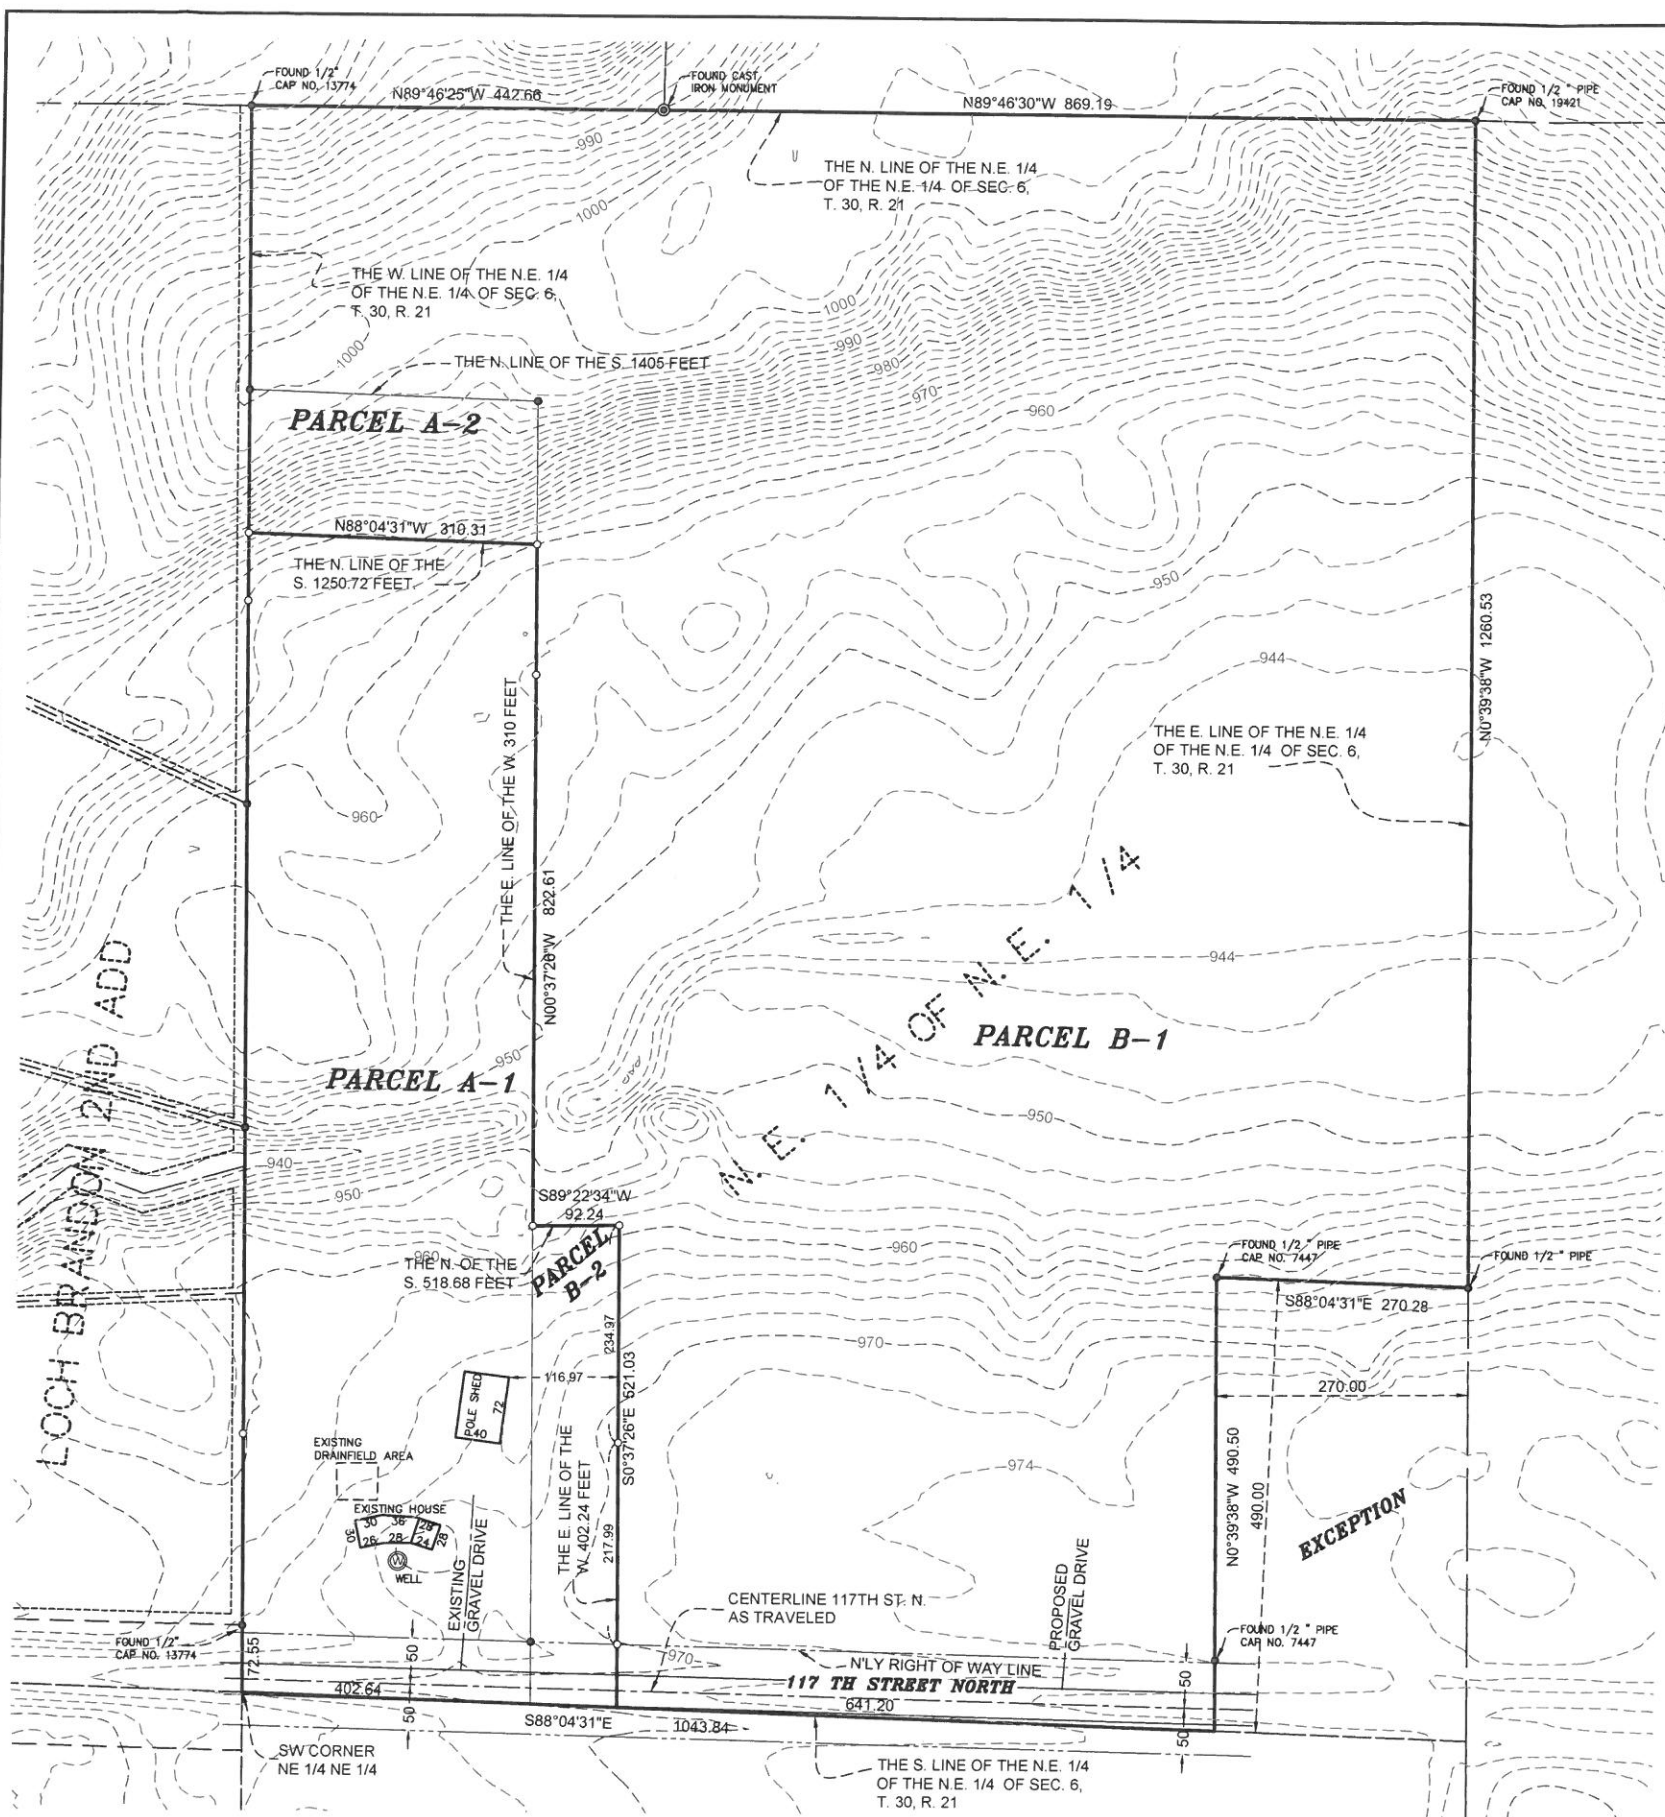 FOUND 1/2"
CAP NO. 13774
N89°46'25"W 442.66
FOUND CAST
IRON MONUMENT
N89°46'30"W 869.19
FOUND 1/2 " PIPE
CAP NO. 19421
990
THE N. LINE OF THE N.E. 1/4
OF THE N.E. 1/4 OF SEC. 6,
T. 30, R. 21
1000
THE W. LINE OF THE N.E. 1/4
OF THE N.E. 1/4 OF SEC. 6,
T. 30, R. 21
1000
1000
990
980
970
960
THE N. LINE OF THE S. 1405 FEET
PARCEL A-2
N88°04'31"W 310.31
THE N. LINE OF THE
S. 1250.72 FEET
950
944
N0°39'38"W 1260.53
THE E. LINE OF THE W. 310 FEET
THE E. LINE OF THE N.E. 1/4
OF THE N.E. 1/4 OF SEC. 6,
T. 30, R. 21
960
N00°37'26"W 822.61
N. E. 1/4 OF N. E. 1/4
944
LOCH BRANDON 2ND ADD
PARCEL B-1
950
PARCEL A-1
950
940
950
S89°22'34"W
92.24
960
960
THE N. OF THE
S. 518.68 FEET
PARCEL
B-2
FOUND 1/2 " PIPE
CAP NO. 7447
FOUND 1/2 " PIPE
S88°04'31"E 270.28
234.97
970
S0°37'26"E 521.03
116.97
270.00
POLE SHED
72
40
EXISTING
DRAINFIELD AREA
974
N0°39'38"W 490.50
490.00
EXCEPTION
THE E. LINE OF THE
W. 402.24 FEET
217.99
EXISTING HOUSE
30 36 28
30 26 28 24 28
W
WELL
EXISTING
GRAVEL DRIVE
CENTERLINE 117TH ST. N.
AS TRAVELED
PROPOSED
GRAVEL DRIVE
FOUND 1/2"
CAP NO. 13774
72.55
50
970
N'LY RIGHT OF WAY LINE
FOUND 1/2 " PIPE
CAP NO. 7447
50
402.64
117 TH STREET NORTH
641.20
50
S88°04'31"E 1043.84
50
SW CORNER
NE 1/4 NE 1/4
THE S. LINE OF THE N.E. 1/4
OF THE N.E. 1/4 OF SEC. 6,
T. 30, R. 21